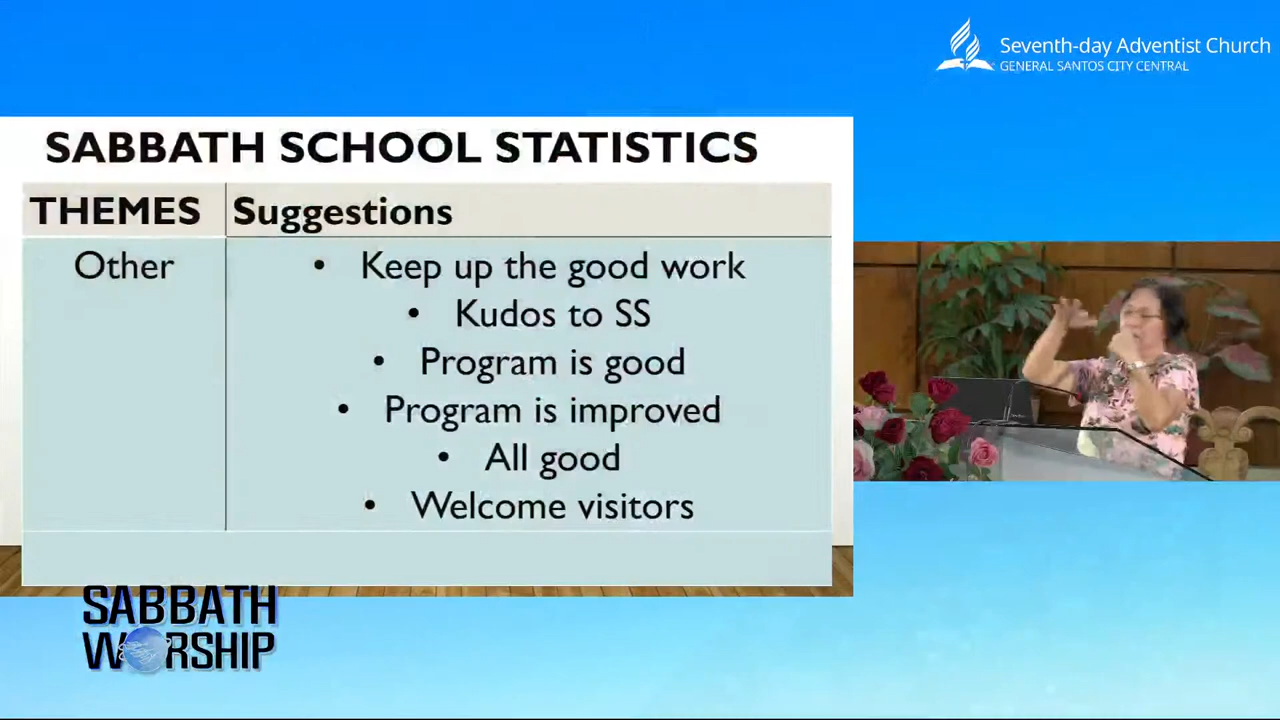 Seventh-day Adventist Church
GENERAL SANTOS CITY CENTRAL
SABBATH SCHOOL STATISTICS
THEMES Suggestions
Other • Keep up the good work
• Kudos to SS
• Program is good
• Program is improved
• All good
• Welcome visitors
SABBATH
WORSHIP